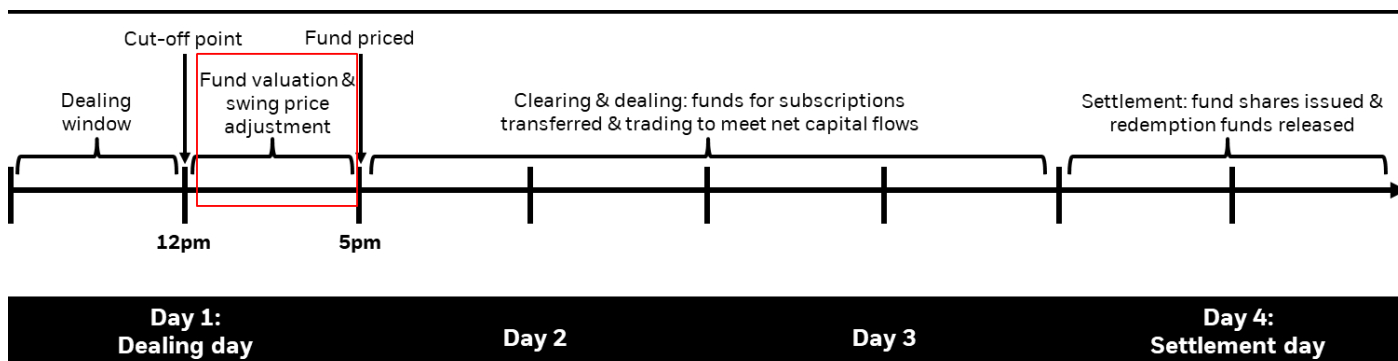 Cut-off point
Fund priced
Dealing
window
Fund valuation &
swing price
adjustment
Clearing & dealing: funds for subscriptions
transferred & trading to meet net capital flows
Settlement: fund shares issued &
redemption funds released
12pm
5pm
Day 1:
Dealing day
Day 2
Day 3
Day 4:
Settlement day